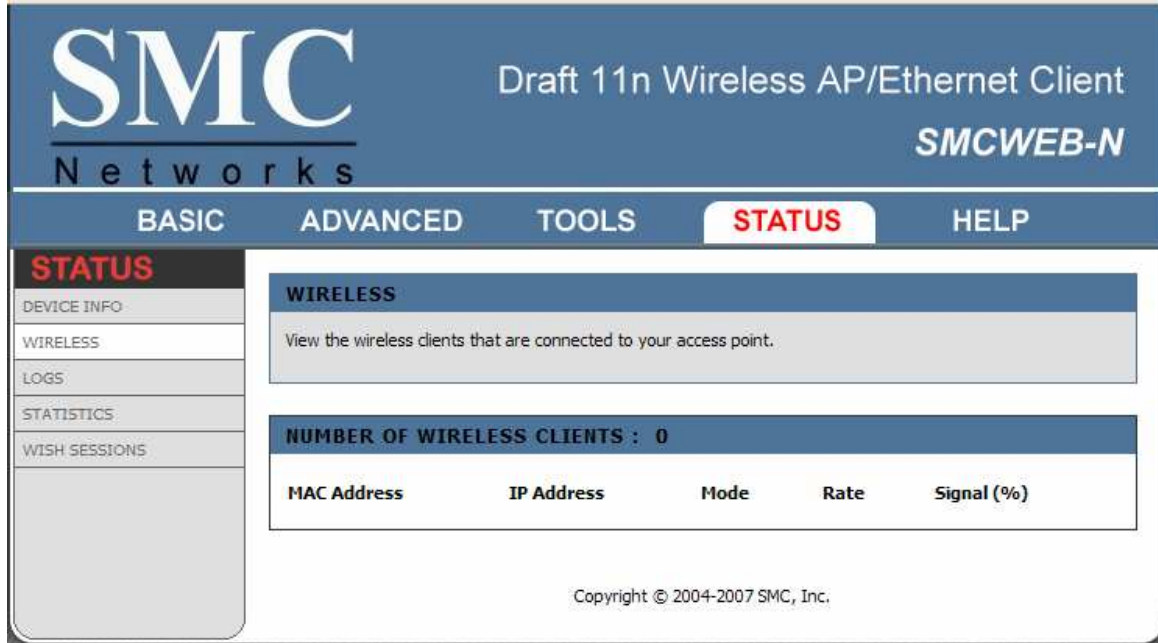 SMC
Networks
Draft 11n Wireless AP/Ethernet Client
SMCWEB-N
BASIC ADVANCED TOOLS STATUS HELP
STATUS
DEVICE INFO
WIRELESS
LOGS
STATISTICS
WISH SESSIONS
WIRELESS
View the wireless clients that are connected to your access point.
NUMBER OF WIRELESS CLIENTS : 0
MAC Address IP Address Mode Rate Signal (%)
Copyright © 2004-2007 SMC, Inc.